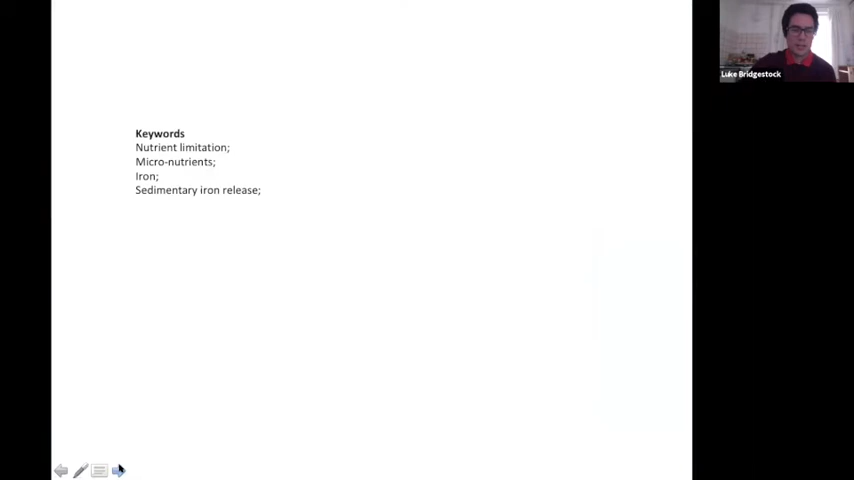 Keywords
Nutrient limitation;
Micro-nutrients;
Iron;
Sedimentary iron release;
Luke Bridgestock